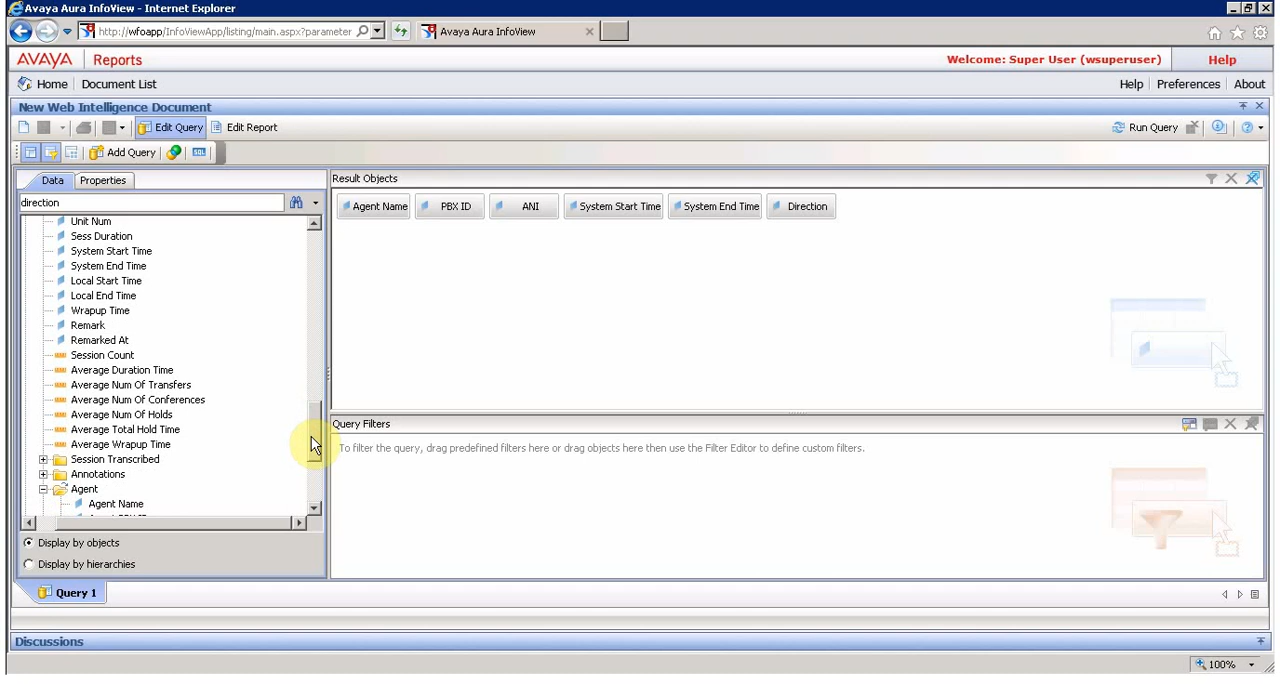 Avaya Aura InfoView - Internet Explorer
http://wfoapp/InfoViewApp/listing/main.aspx?parameter
Avaya Aura InfoView
AVAYA Reports
Welcome: Super User (wsuperuser)
Help
Home
Document List
Help
Preferences
About
New Web Intelligence Document
Edit Query
Edit Report
Run Query
Add Query
SQL
Data
Properties
direction
Unit Num
Sess Duration
System Start Time
System End Time
Local Start Time
Local End Time
Wrapup Time
Remark
Remarked At
Session Count
Average Duration Time
Average Num Of Transfers
Average Num Of Conferences
Average Num Of Holds
Average Total Hold Time
Average Wrapup Time
Session Transcribed
Annotations
Agent
Agent Name
Display by objects
Display by hierarchies
Result Objects
Agent Name
PBX ID
ANI
System Start Time
System End Time
Direction
Query Filters
To filter the query, drag predefined filters here or drag objects here then use the Filter Editor to define custom filters.
Query 1
Discussions
100%